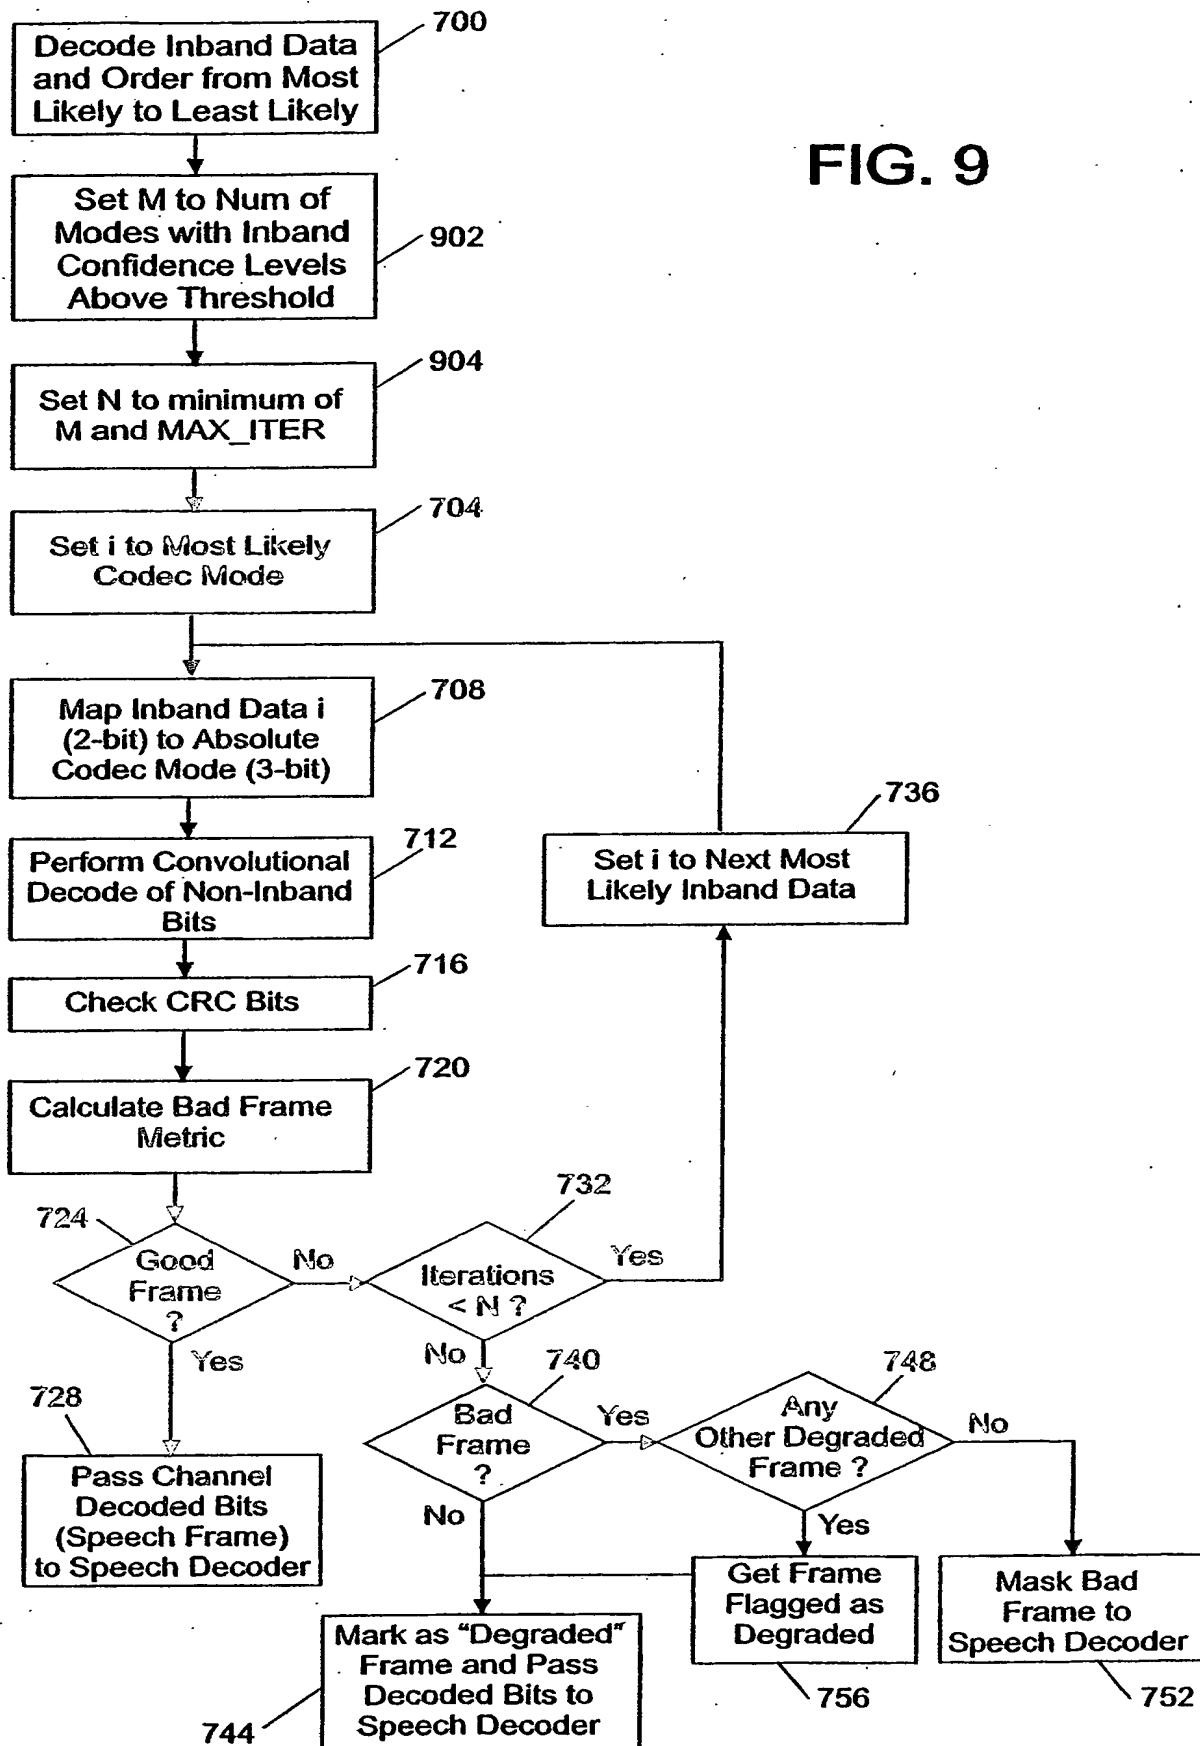 700
Decode Inband Data
and Order from Most
Likely to Least Likely
FIG. 9
Set M to Num of
Modes with Inband
Confidence Levels
Above Threshold
902
904
Set N to minimum of
M and MAX_ITER
704
Set i to Most Likely
Codec Mode
708
Map Inband Data i
(2-bit) to Absolute
Codec Mode (3-bit)
736
712
Perform Convolutional
Decode of Non-Inband
Bits
Set i to Next Most
Likely Inband Data
716
Check CRC Bits
720
Calculate Bad Frame
Metric
732
724
Good
Frame
?
No
Iterations
< N ?
Yes
Yes
No
740
748
728
Bad
Frame
?
Yes
Any
Other Degraded
Frame ?
No
Pass Channel
Decoded Bits
(Speech Frame)
to Speech Decoder
No
Yes
Get Frame
Flagged as
Degraded
Mask Bad
Frame to
Speech Decoder
Mark as "Degraded"
Frame and Pass
Decoded Bits to
Speech Decoder
756
752
744